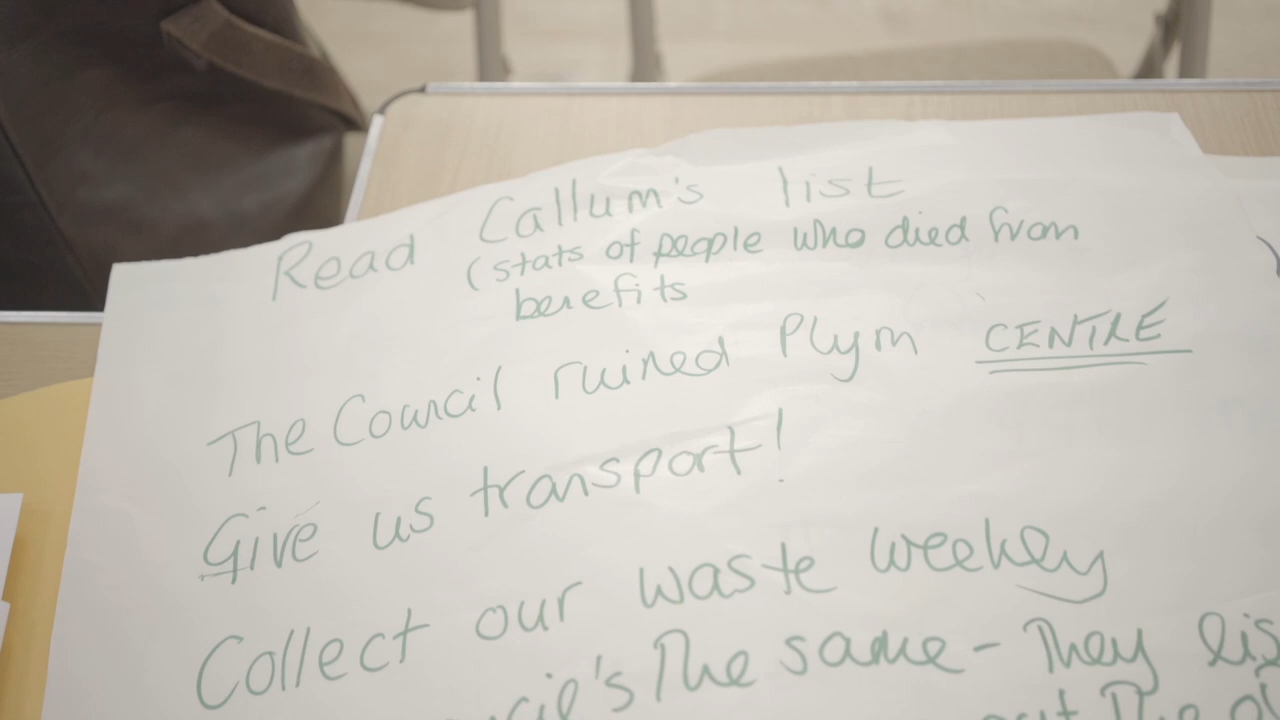 Read Callum's list
(stats of people who died from
benefits
The Council ruined Plym CENTRE
Give us transport!
Collect our waste weekly
The same - They